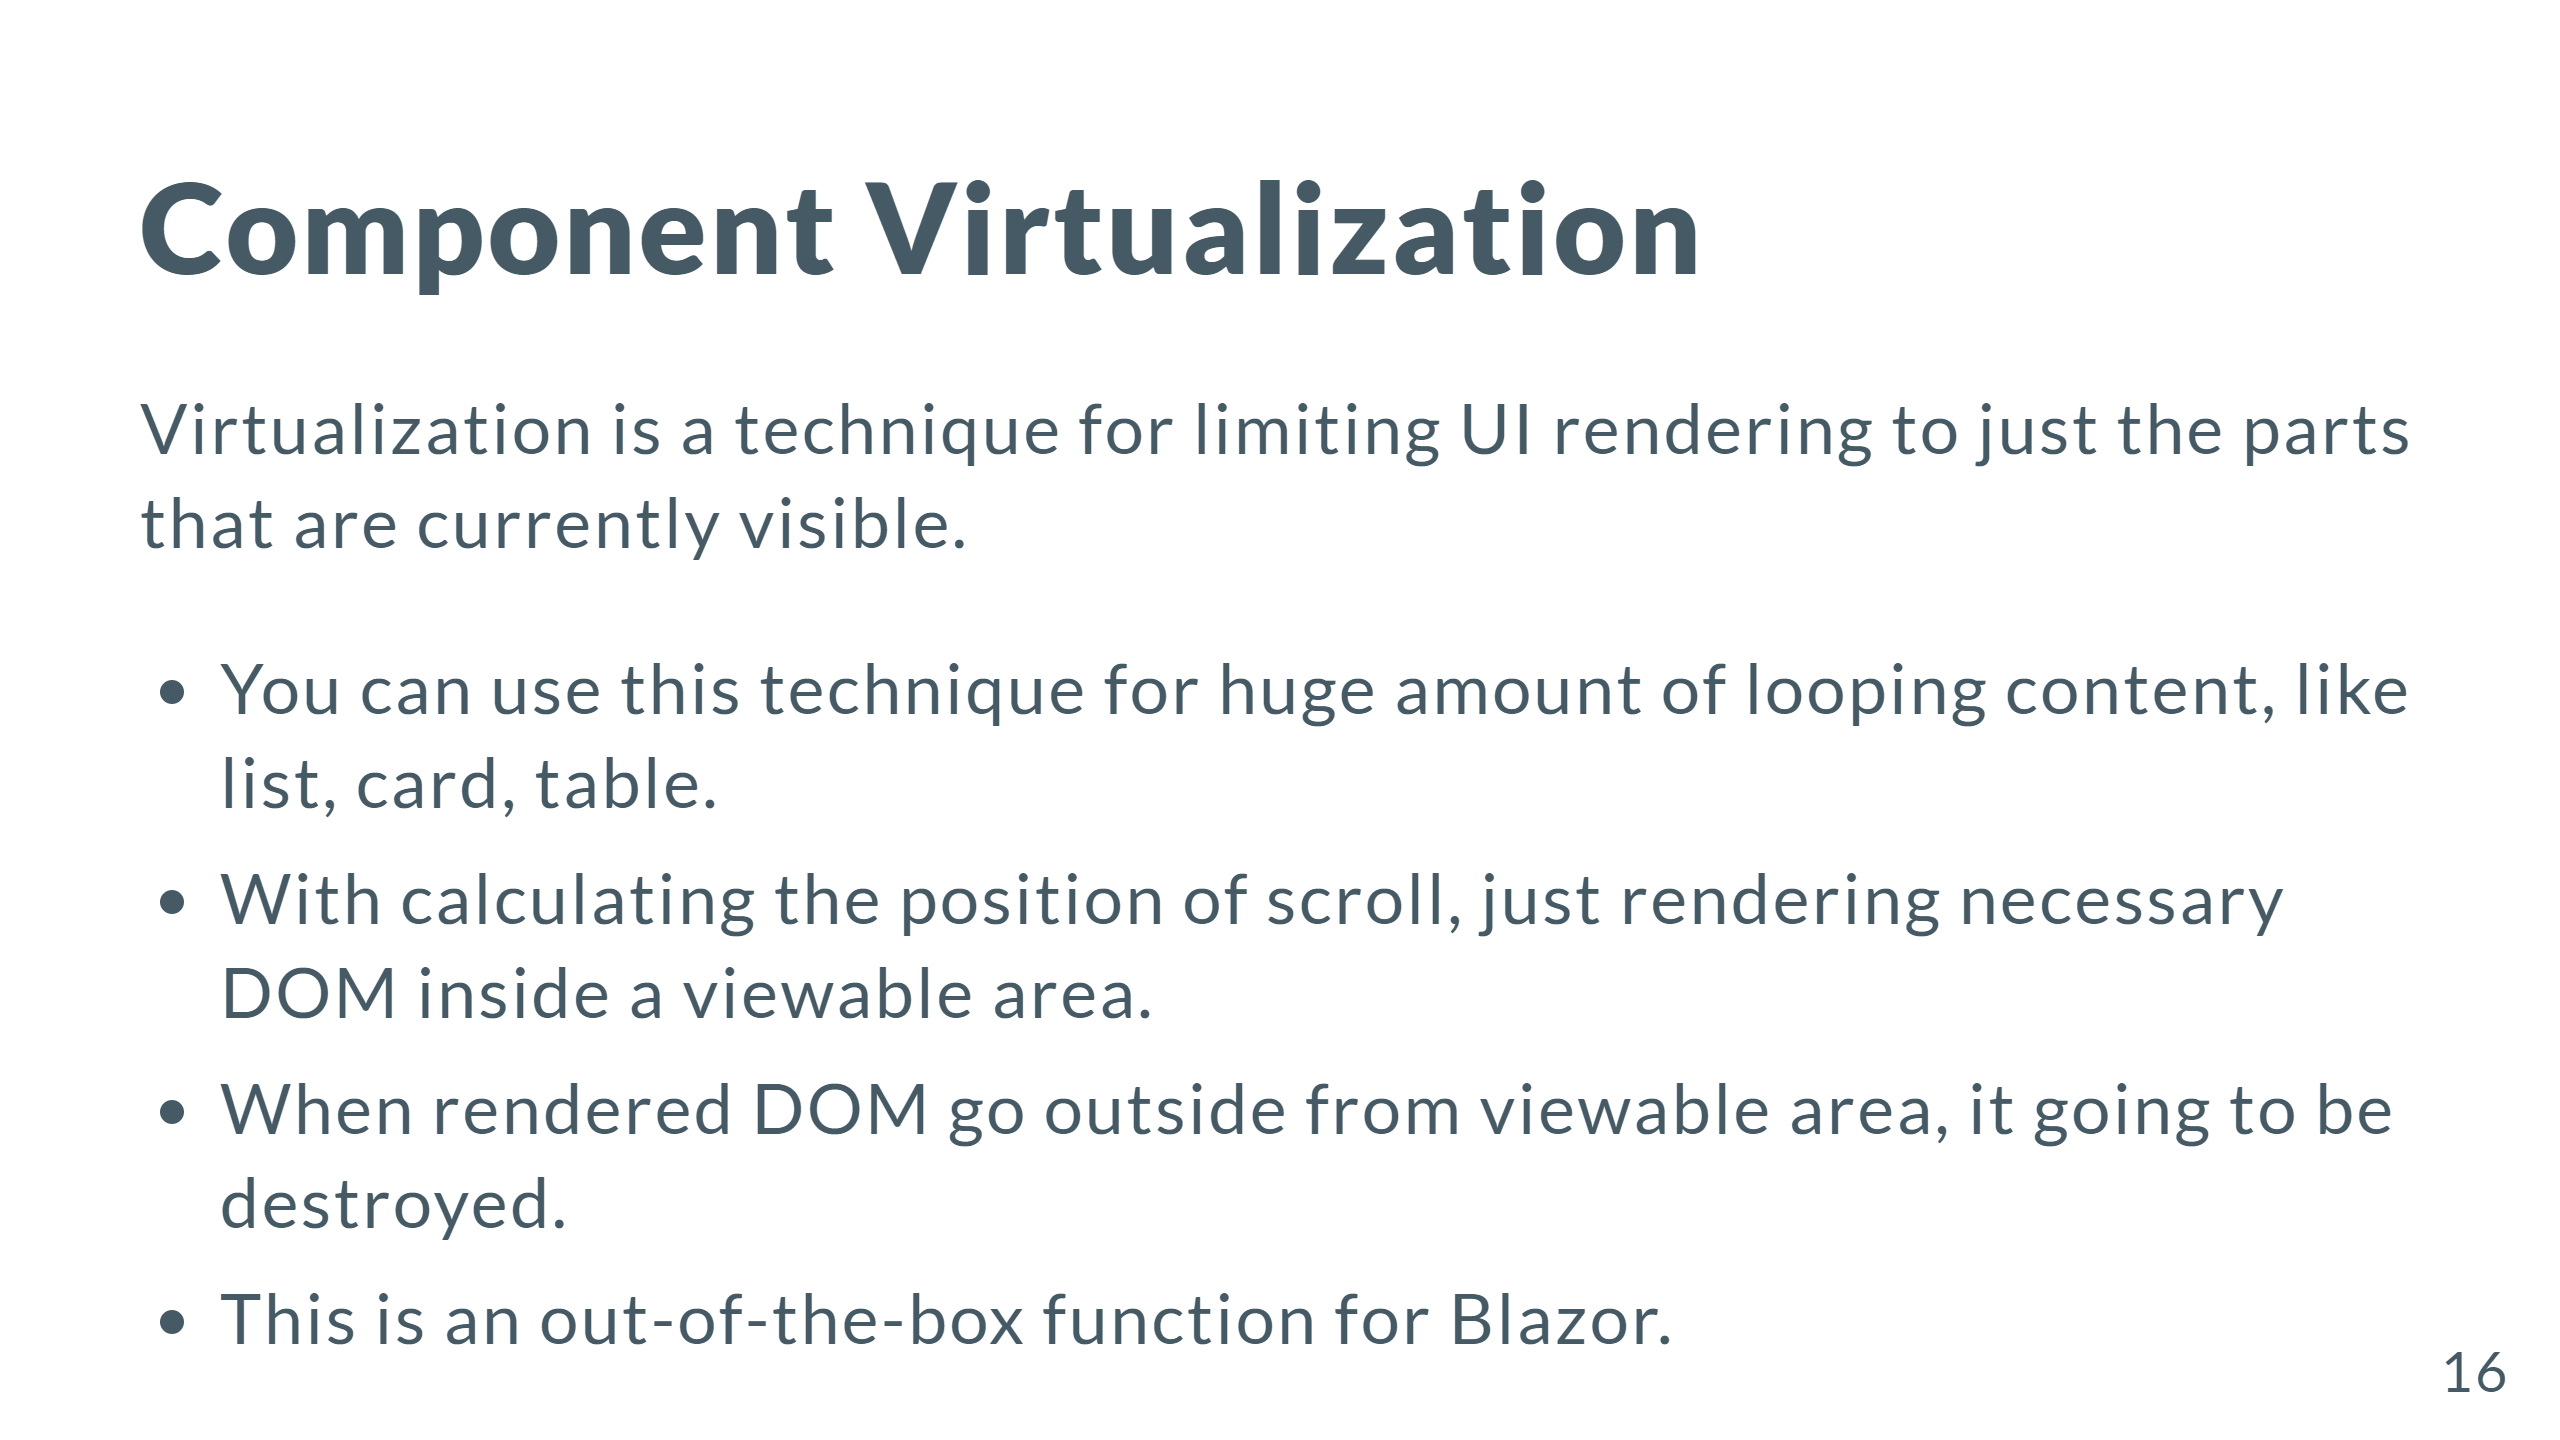 Component Virtualization
Virtualization is a technique for limiting UI rendering to just the parts
that are currently visible.
• You can use this technique for huge amount of looping content, like
list, card, table.
• With calculating the position of scroll, just rendering necessary
DOM inside a viewable area.
• When rendered DOM go outside from viewable area, it going to be
destroyed.
• This is an out-of-the-box function for Blazor.
16